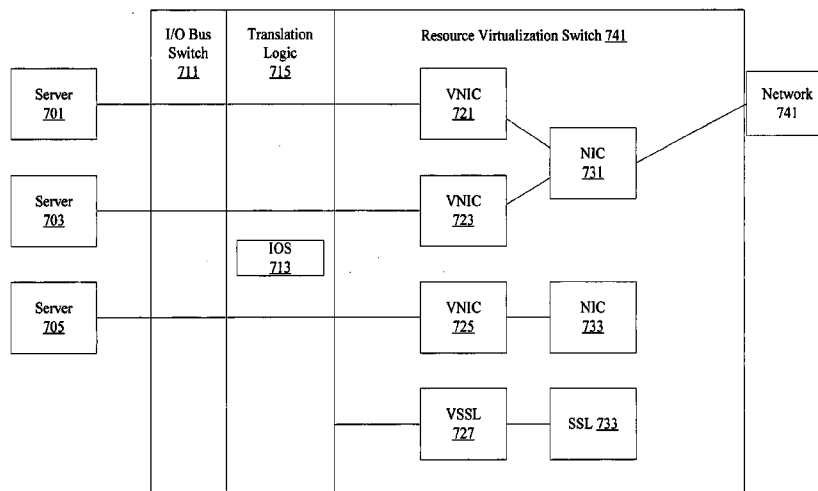 I/O Bus
Switch
711
Translation
Logic
715
Resource Virtualization Switch 741
Server
701
VNIC
721
Network
741
NIC
731
Server
703
VNIC
723
IOS
713
Server
705
VNIC
725
NIC
733
VSSL
727
SSL 733